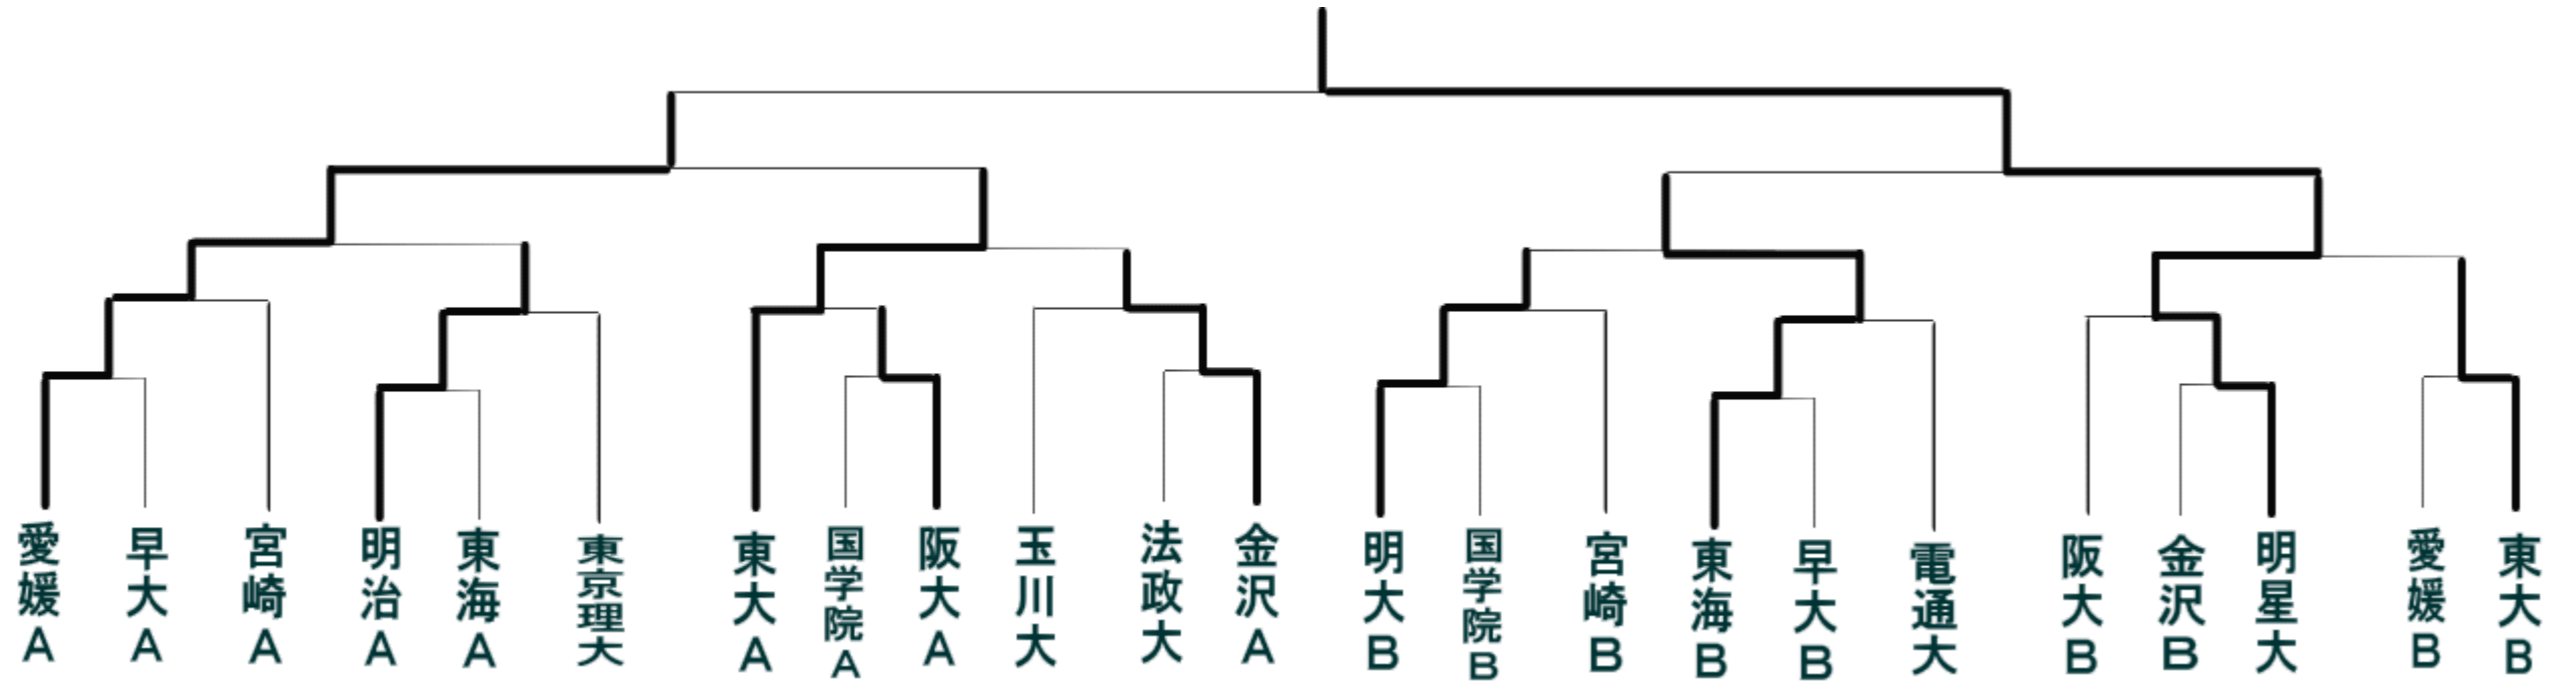 愛媛A
早大A
宮崎A
明治A
東海A
東京理大
東大A
国学院A
阪大A
玉川大
法政大
金沢A
明大B
国学院B
宮崎B
東海B
早大B
電通大
阪大B
金沢B
明星大
愛媛B
東大B